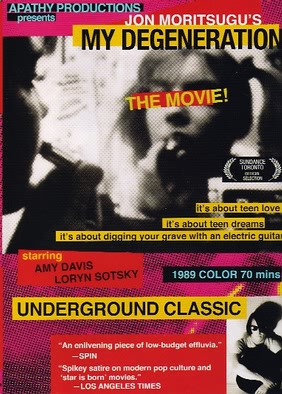 APATHY PRODUCTIONS
presents
JON MORITSUGU'S
MY DEGENERATION
THE MOVIE!
SUNDANCE
TORONTO
OFFICIAL
SELECTION
it's about teen love
it's about teen dreams
it's about digging your grave with an electric guitar
starring
AMY DAVIS
LORYN SOTSKY
1989 COLOR 70 mins
UNDERGROUND CLASSIC
"An enlivening piece of low-budget effluvia."
—SPIN
"Spikey satire on modern pop culture and
'star is born' movies."
—LOS ANGELES TIMES